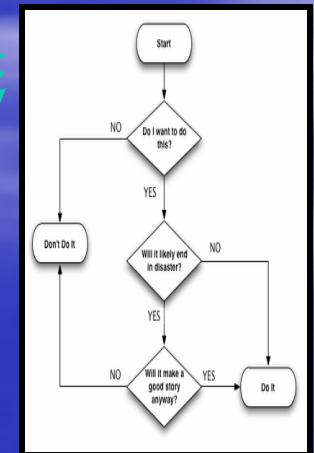 Start
NO
Do I want to do
this?
YES
Don't Do It
Will it likely end
in disaster?
NO
YES
NO
Will it make a
good story
anyway?
YES
Do It